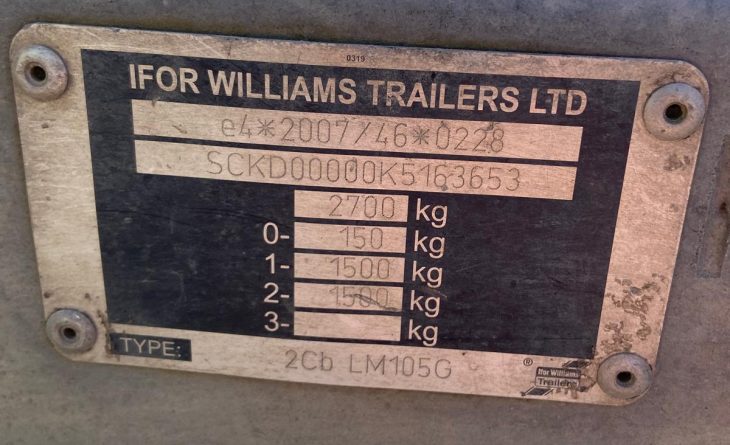 0319
IFOR WILLIAMS TRAILERS LTD
e4*2007/46*0228
SCKD00000K5163653
2700 kg
0- 150 kg
1- 1500 kg
2- 1500 kg
3- kg
TYPE: 2Cb LM105G
®
Ifor Williams
Trailers